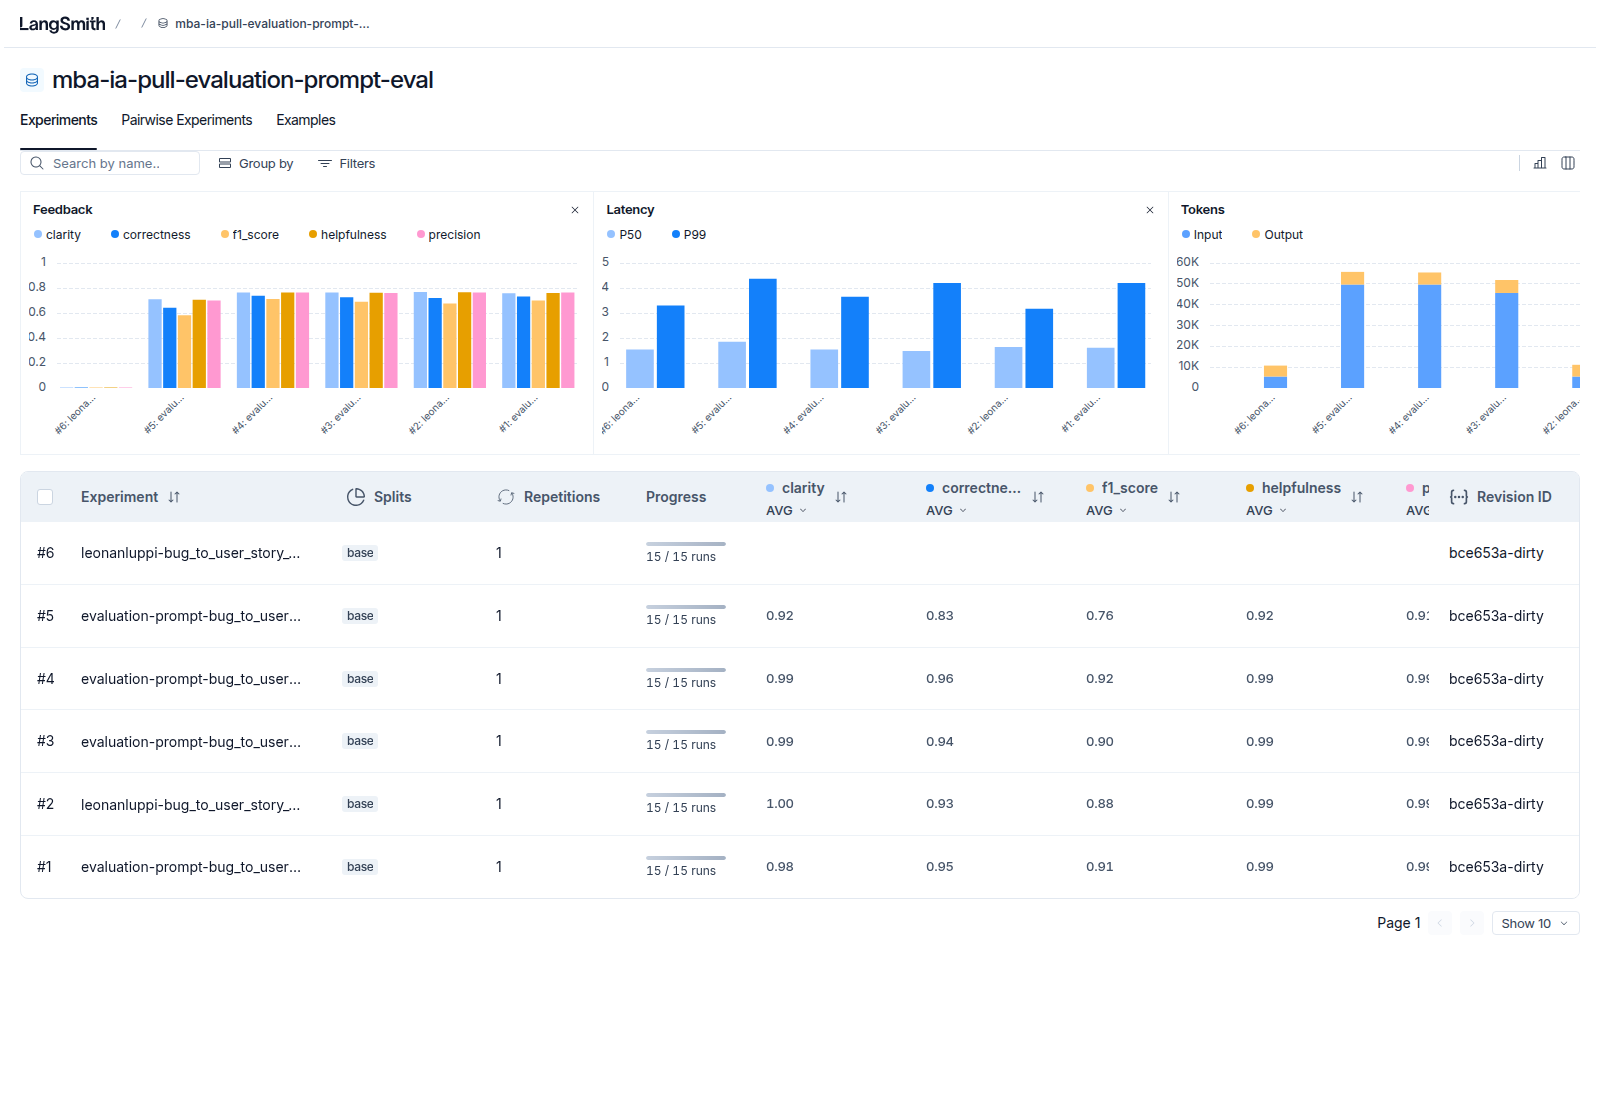 LangSmith / / mba-ia-pull-evaluation-prompt-...
mba-ia-pull-evaluation-prompt-eval
Experiments Pairwise Experiments Examples
Search by name.. Group by Filters
Feedback
clarity correctness f1_score helpfulness precision
1
0.8
0.6
0.4
0.2
0
#6: leona... #5: evalu... #4: evalu... #3: evalu... #2: leona... #1: evalu...
Latency
P50 P99
5
4
3
2
1
0
#6: leona... #5: evalu... #4: evalu... #3: evalu... #2: leona... #1: evalu...
Tokens
Input Output
60K
50K
40K
30K
20K
10K
0
#6: leona... #5: evalu... #4: evalu... #3: evalu... #2: leona...
Experiment Splits Repetitions Progress clarity correctne... f1_score helpfulness p Revision ID
AVG AVG AVG AVG AVG
#6 leonanluppi-bug_to_user_story_... base 1 15 / 15 runs bce653a-dirty
#5 evaluation-prompt-bug_to_user... base 1 15 / 15 runs 0.92 0.83 0.76 0.92 0.91 bce653a-dirty
#4 evaluation-prompt-bug_to_user... base 1 15 / 15 runs 0.99 0.96 0.92 0.99 0.99 bce653a-dirty
#3 evaluation-prompt-bug_to_user... base 1 15 / 15 runs 0.99 0.94 0.90 0.99 0.99 bce653a-dirty
#2 leonanluppi-bug_to_user_story_... base 1 15 / 15 runs 1.00 0.93 0.88 0.99 0.99 bce653a-dirty
#1 evaluation-prompt-bug_to_user... base 1 15 / 15 runs 0.98 0.95 0.91 0.99 0.99 bce653a-dirty
Page 1 Show 10